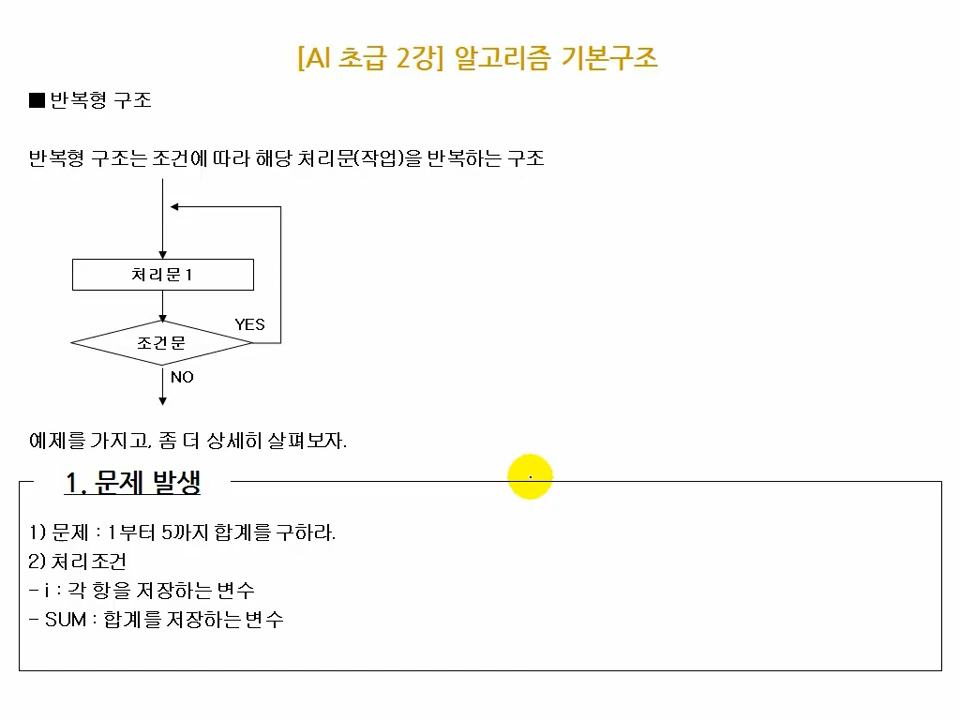 [AI 초급 2강] 알고리즘 기본구조
■ 반복형 구조
반복형 구조는 조건에 따라 해당 처리문(작업)을 반복하는 구조
처리문1
YES
조건문
NO
예제를 가지고, 좀 더 상세히 살펴보자.
1. 문제 발생
1) 문제 : 1부터 5까지 합계를 구하라.
2) 처리조건
- i : 각 항을 저장하는 변수
- SUM : 합계를 저장하는 변수